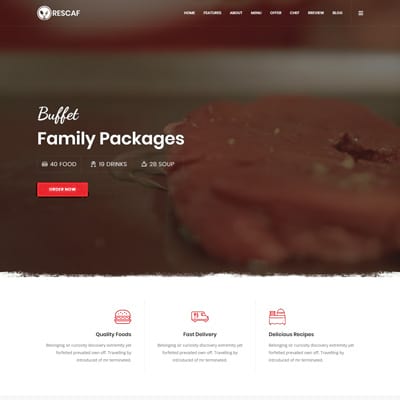 RESCAF
HOME FEATURES ABOUT MENU OFFER CHEF RREVIEW BLOG
Buffet
Family Packages
40 FOOD 19 DRINKS 28 SOUP
ORDER NOW
Quality Foods
Belonging sir curiosity discovery extremity yet
forfeited prevailed own off. Travelling by
introduced of mr terminated.
Fast Delivery
Belonging sir curiosity discovery extremity yet
forfeited prevailed own off. Travelling by
introduced of mr terminated.
Delicious Recipes
Belonging sir curiosity discovery extremity yet
forfeited prevailed own off. Travelling by
introduced of mr terminated.